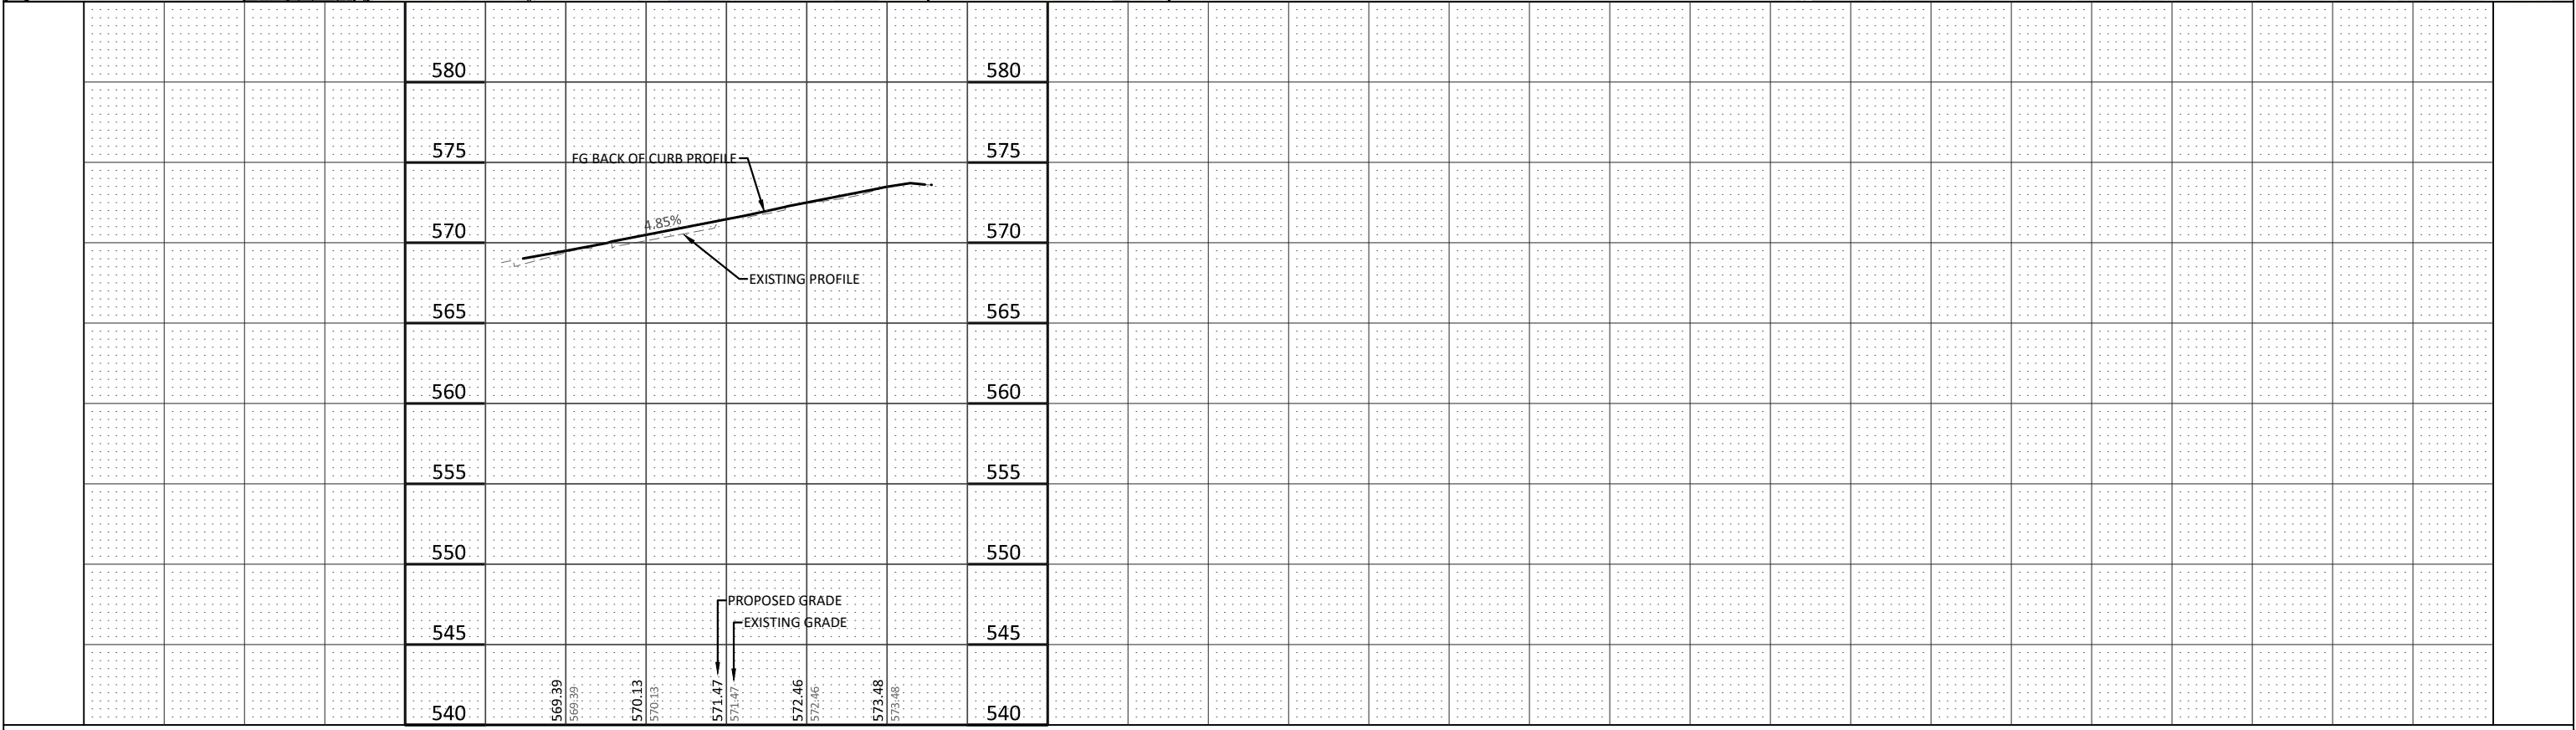 580 580
575 575
FG BACK OF CURB PROFILE
4.85%
570 570
EXISTING PROFILE
565 565
560 560
555 555
550 550
PROPOSED GRADE
EXISTING GRADE
545 545
569.39 569.39 570.13 570.13 571.47 571.47 572.46 572.46 573.48 573.48
540 540